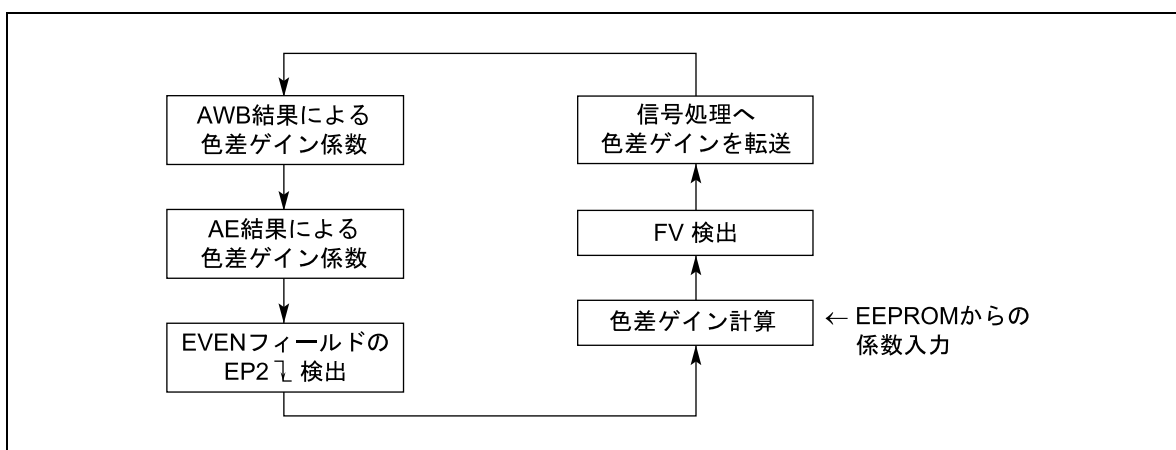 AWB結果による
色差ゲイン係数
AE結果による
色差ゲイン係数
EVENフィールドの
EP2 検出
信号処理へ
色差ゲインを転送
FV 検出
色差ゲイン計算
← EEPROMからの
係数入力